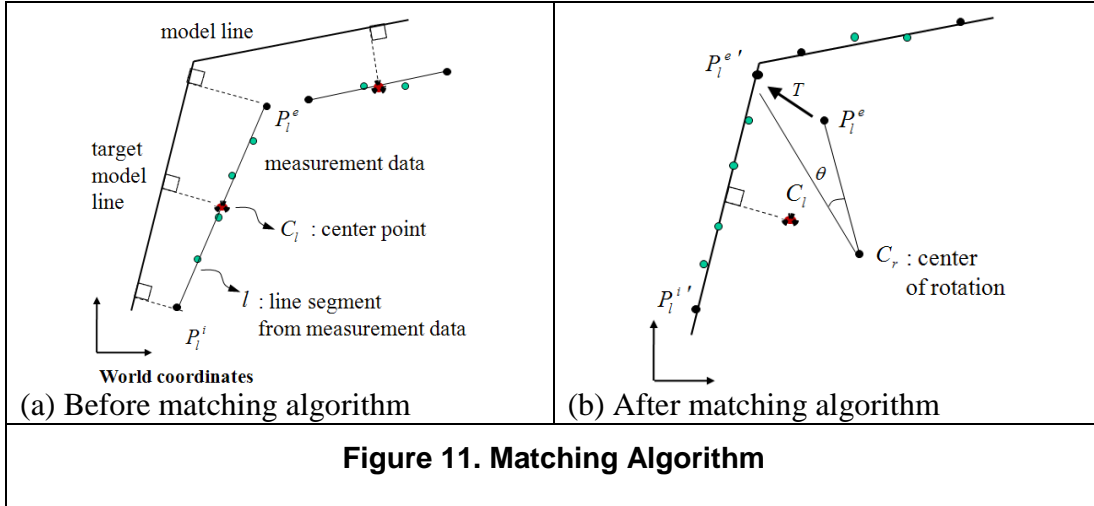 model line
P_l^e
target
model
line
measurement data
C_l : center point
l : line segment
from measurement data
P_l^i
World coordinates
(a) Before matching algorithm
P_l^e'
T
P_l^e
θ
C_l
C_r : center
of rotation
P_l^i'
(b) After matching algorithm
Figure 11. Matching Algorithm